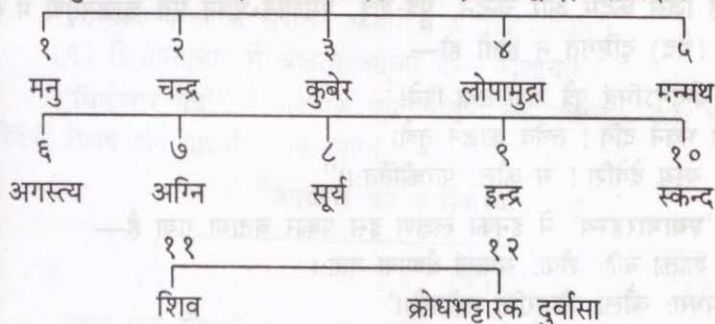 १ २ ३ ४ ५
मनु चन्द्र कुबेर लोपामुद्रा मन्मथ
६ ७ ८ ९ १०
अगस्त्य अग्नि सूर्य इन्द्र स्कन्द
११ १२
शिव क्रोधभट्टारक दुर्वासा